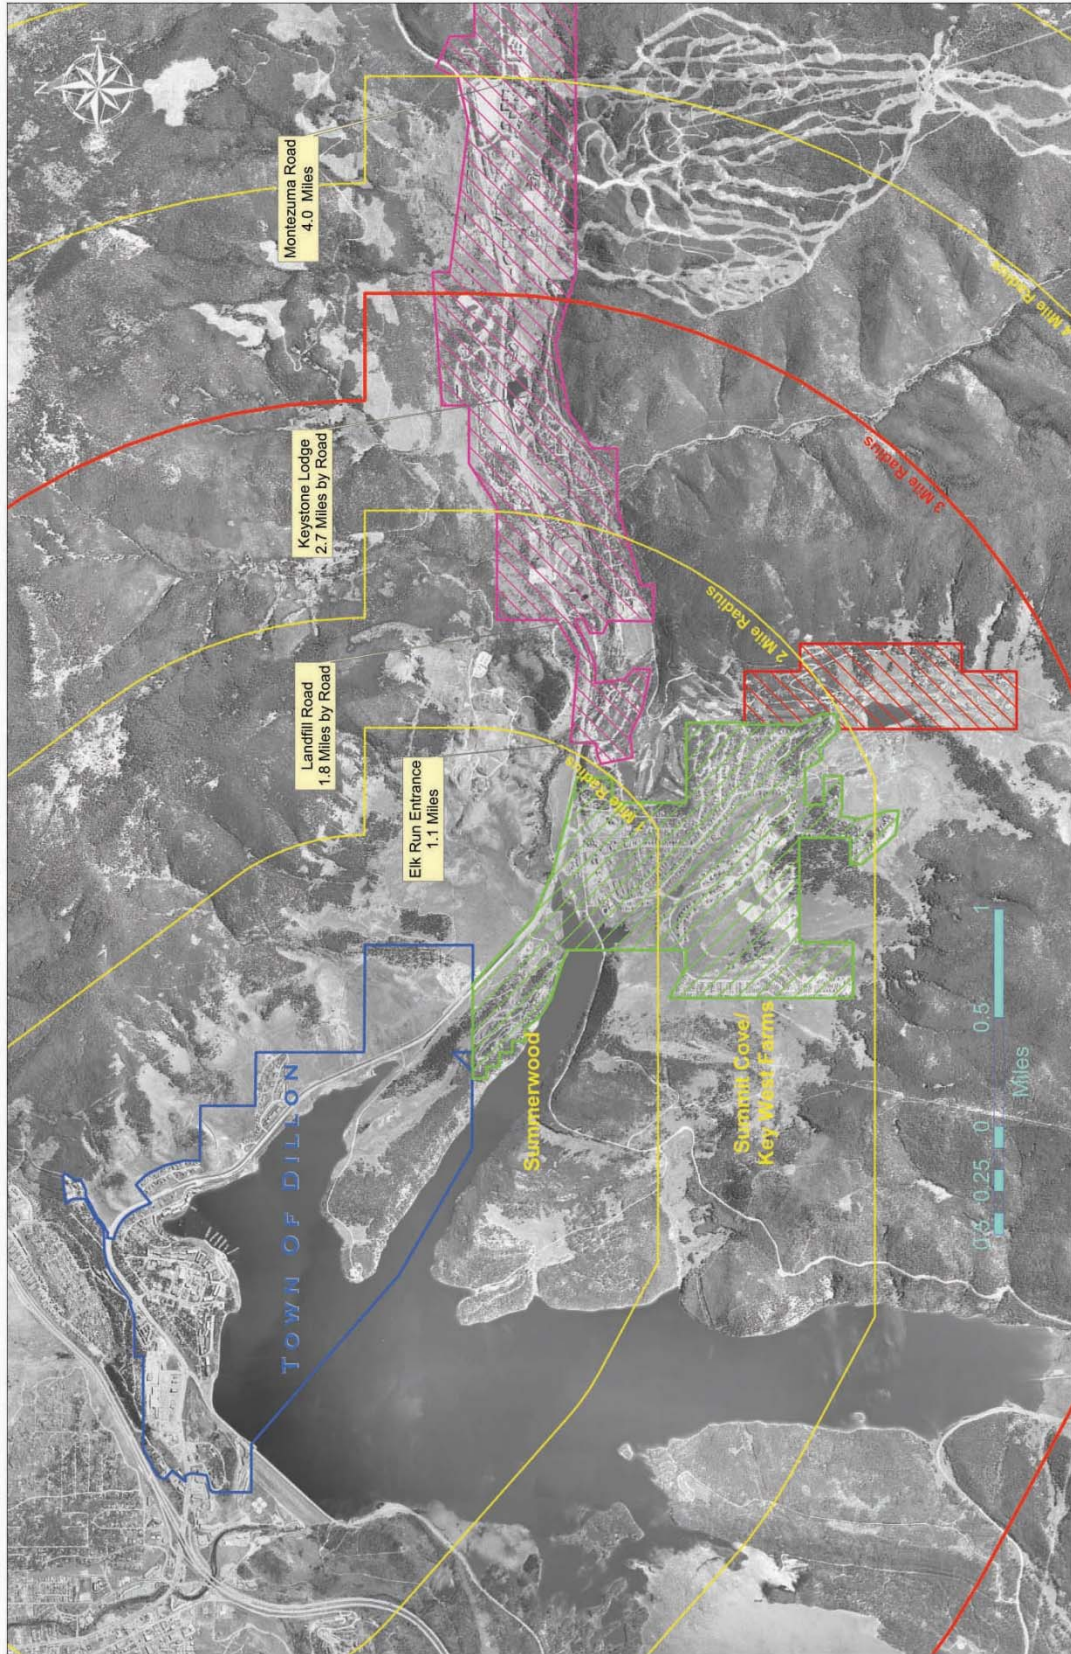 N
Montezuma Road
4.0 Miles
Keystone Lodge
2.7 Miles by Road
Landfill Road
1.8 Miles by Road
Elk Run Entrance
1.1 Miles
TOWN OF DILLON
1 Mile Radius
2 Mile Radius
3 Mile Radius
4 Mile Radius
Summerwood
Summit Cove/
Key West Farms
0.5 0.25 0 0.5 1
Miles